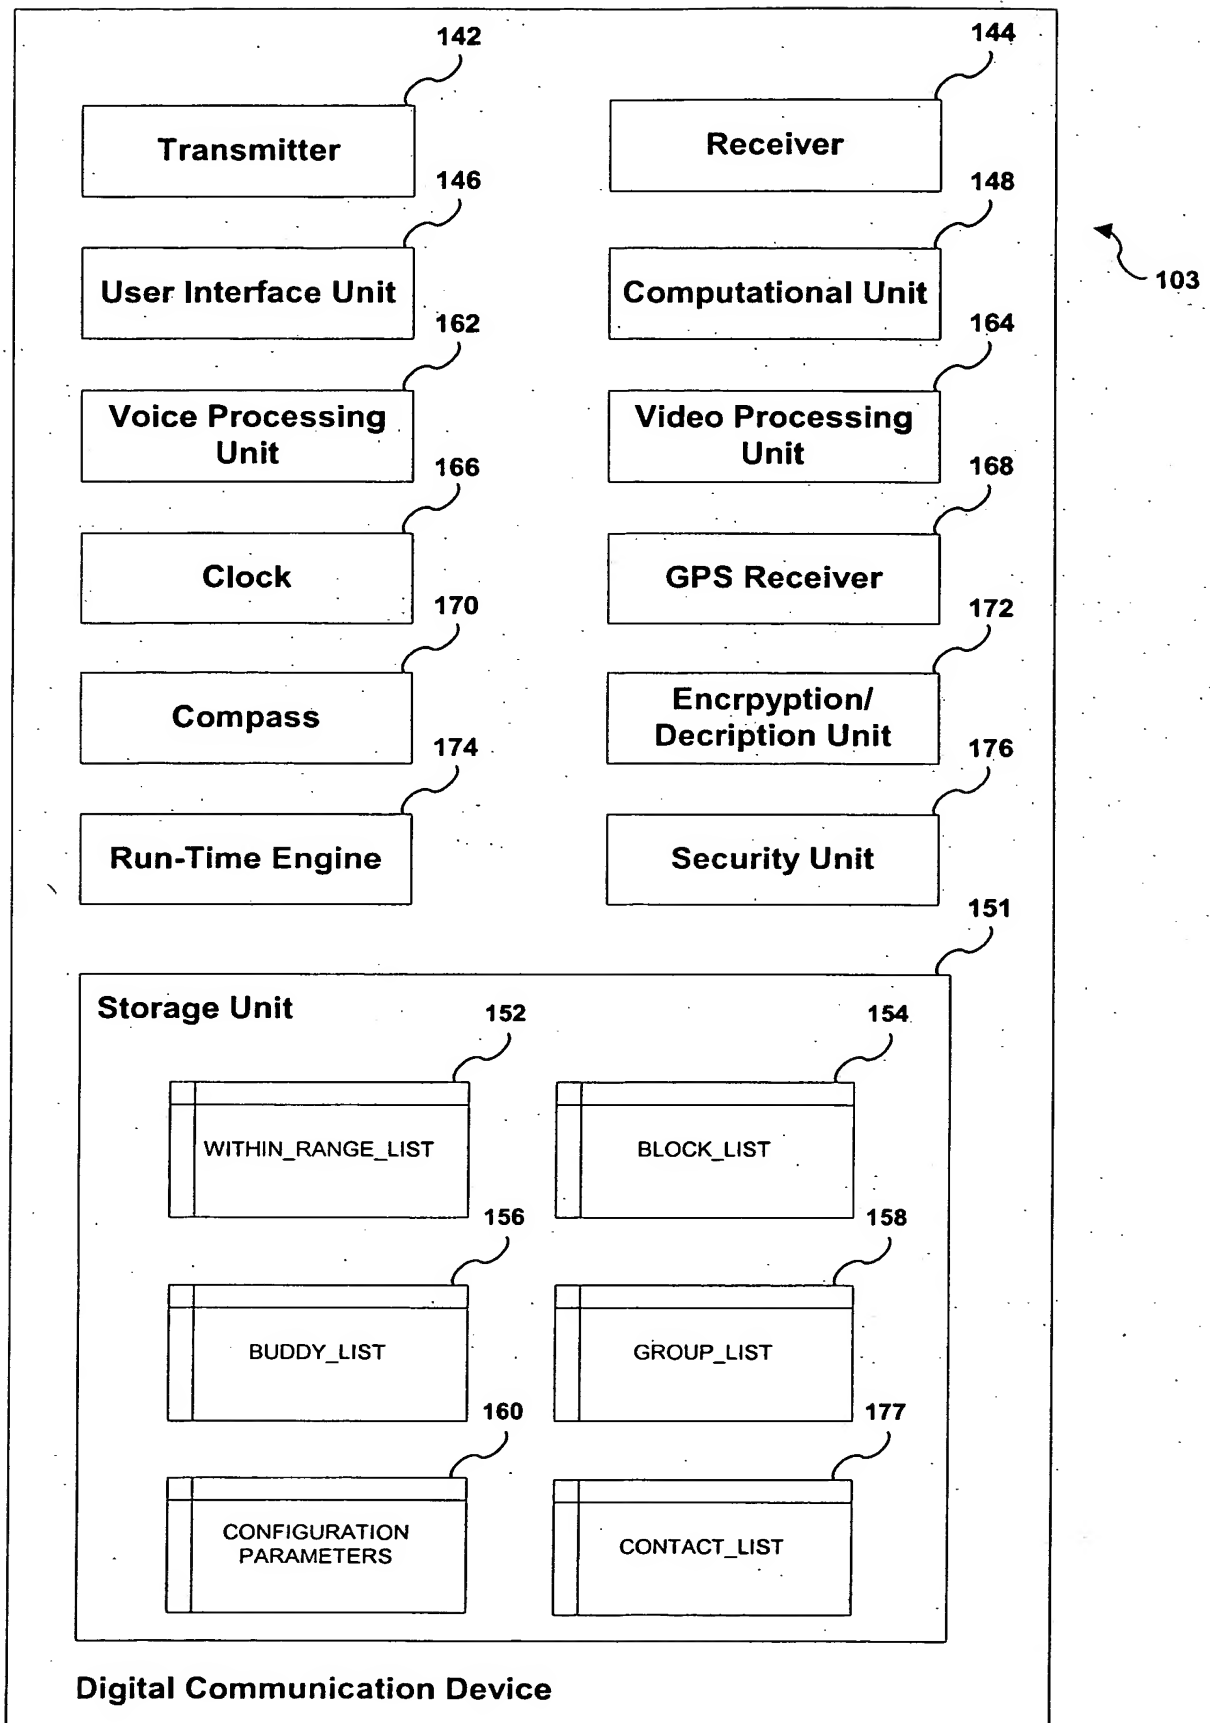 142
144
Transmitter
Receiver
146
148
103
User Interface Unit
Computational Unit
162
164
Voice Processing
Unit
Video Processing
Unit
166
168
Clock
GPS Receiver
170
172
Compass
Encrpyption/
Decription Unit
174
176
Run-Time Engine
Security Unit
151
Storage Unit
152
154
WITHIN_RANGE_LIST
BLOCK_LIST
156
158
BUDDY_LIST
GROUP_LIST
160
177
CONFIGURATION
PARAMETERS
CONTACT_LIST
Digital Communication Device